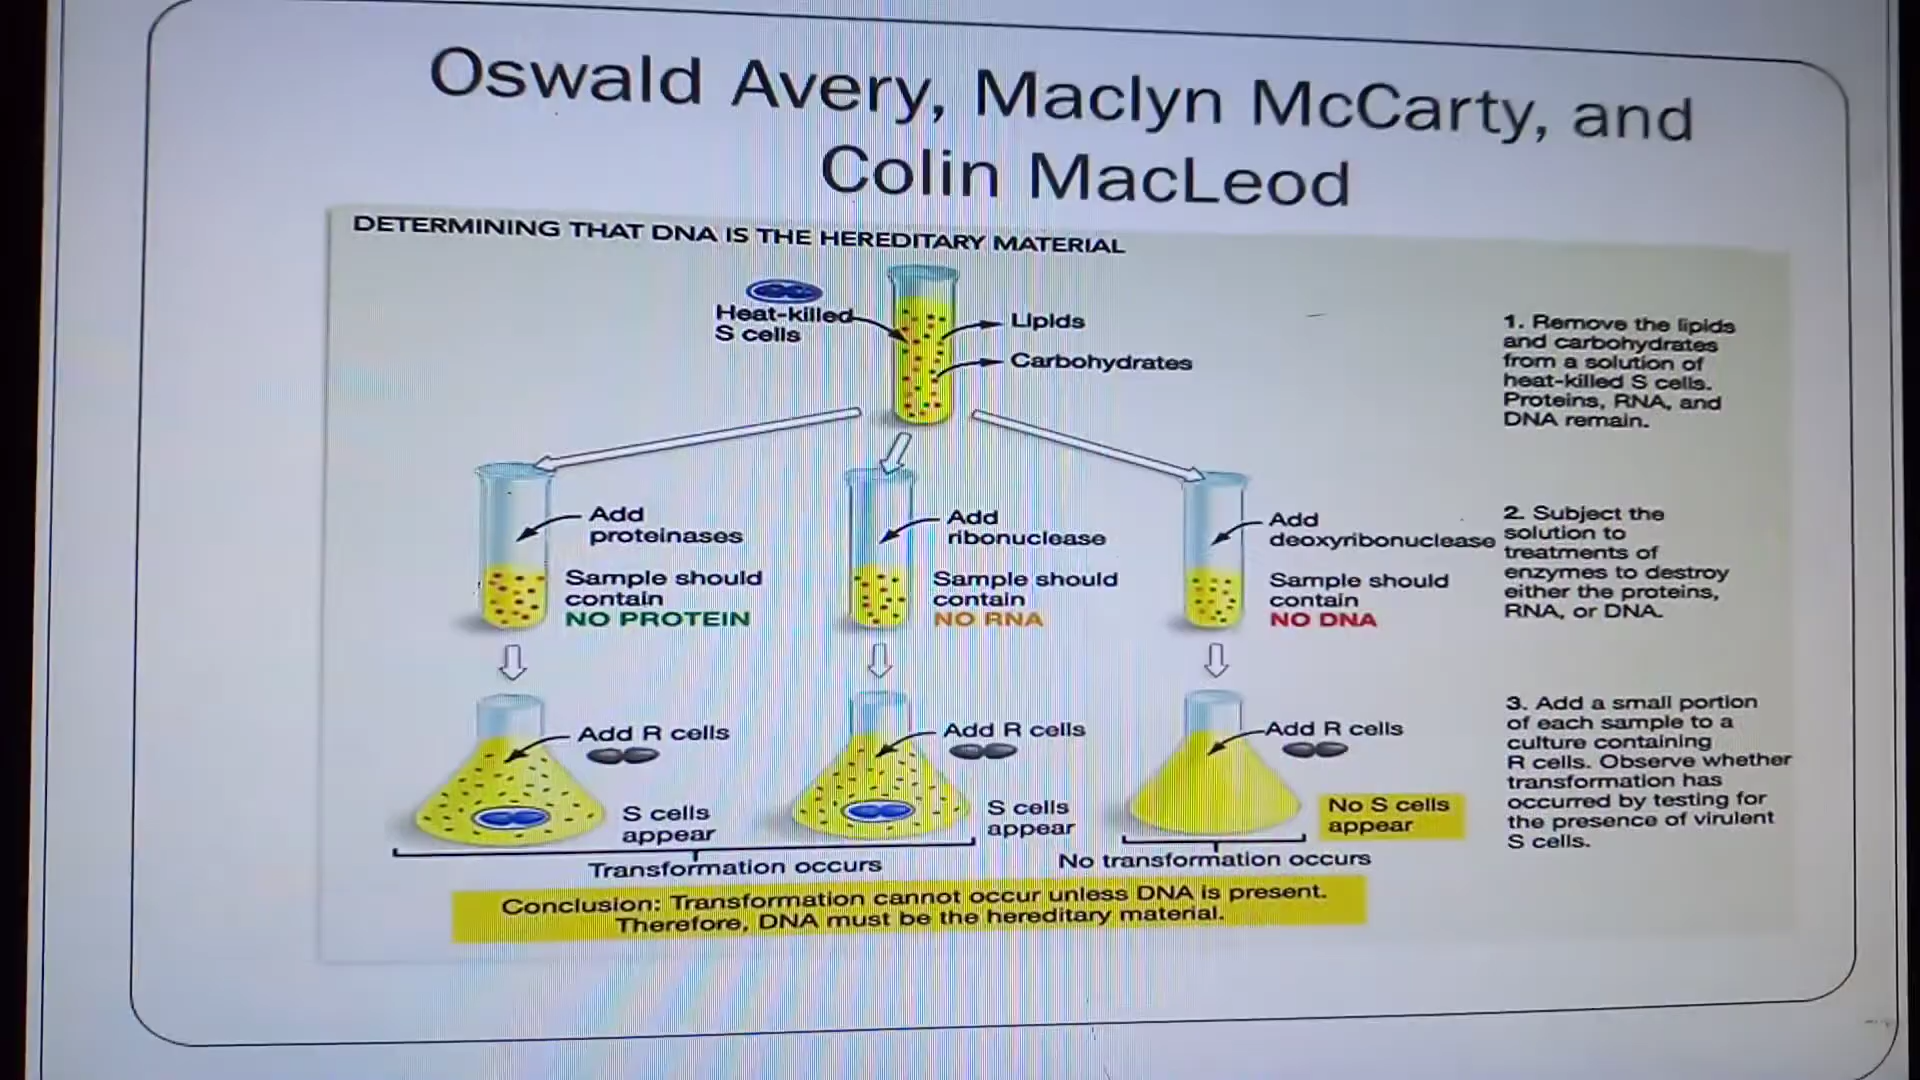 Oswald Avery, Maclyn McCarty, and
Colin MacLeod
DETERMINING THAT DNA IS THE HEREDITARY MATERIAL
Heat-killed
S cells
Lipids
Carbohydrates
1. Remove the lipids
and carbohydrates
from a solution of
heat-killed S cells.
Proteins, RNA, and
DNA remain.
Add
proteinases
Sample should
contain
NO PROTEIN
Add
ribonuclease
Sample should
contain
NO RNA
Add
deoxyribonuclease
Sample should
contain
NO DNA
2. Subject the
solution to
treatments of
enzymes to destroy
either the proteins,
RNA, or DNA.
Add R cells
S cells
appear
Add R cells
S cells
appear
Transformation occurs
Add R cells
No S cells
appear
No transformation occurs
3. Add a small portion
of each sample to a
culture containing
R cells. Observe whether
transformation has
occurred by testing for
the presence of virulent
S cells.
Conclusion: Transformation cannot occur unless DNA is present.
Therefore, DNA must be the hereditary material.